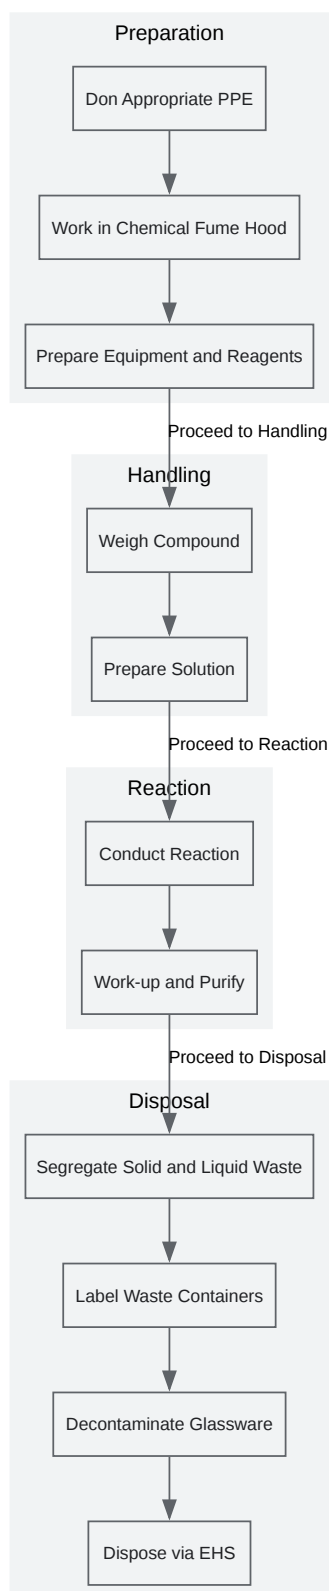 Preparation
Don Appropriate PPE
Work in Chemical Fume Hood
Prepare Equipment and Reagents
Proceed to Handling
Handling
Weigh Compound
Prepare Solution
Proceed to Reaction
Reaction
Conduct Reaction
Work-up and Purify
Proceed to Disposal
Disposal
Segregate Solid and Liquid Waste
Label Waste Containers
Decontaminate Glassware
Dispose via EHS